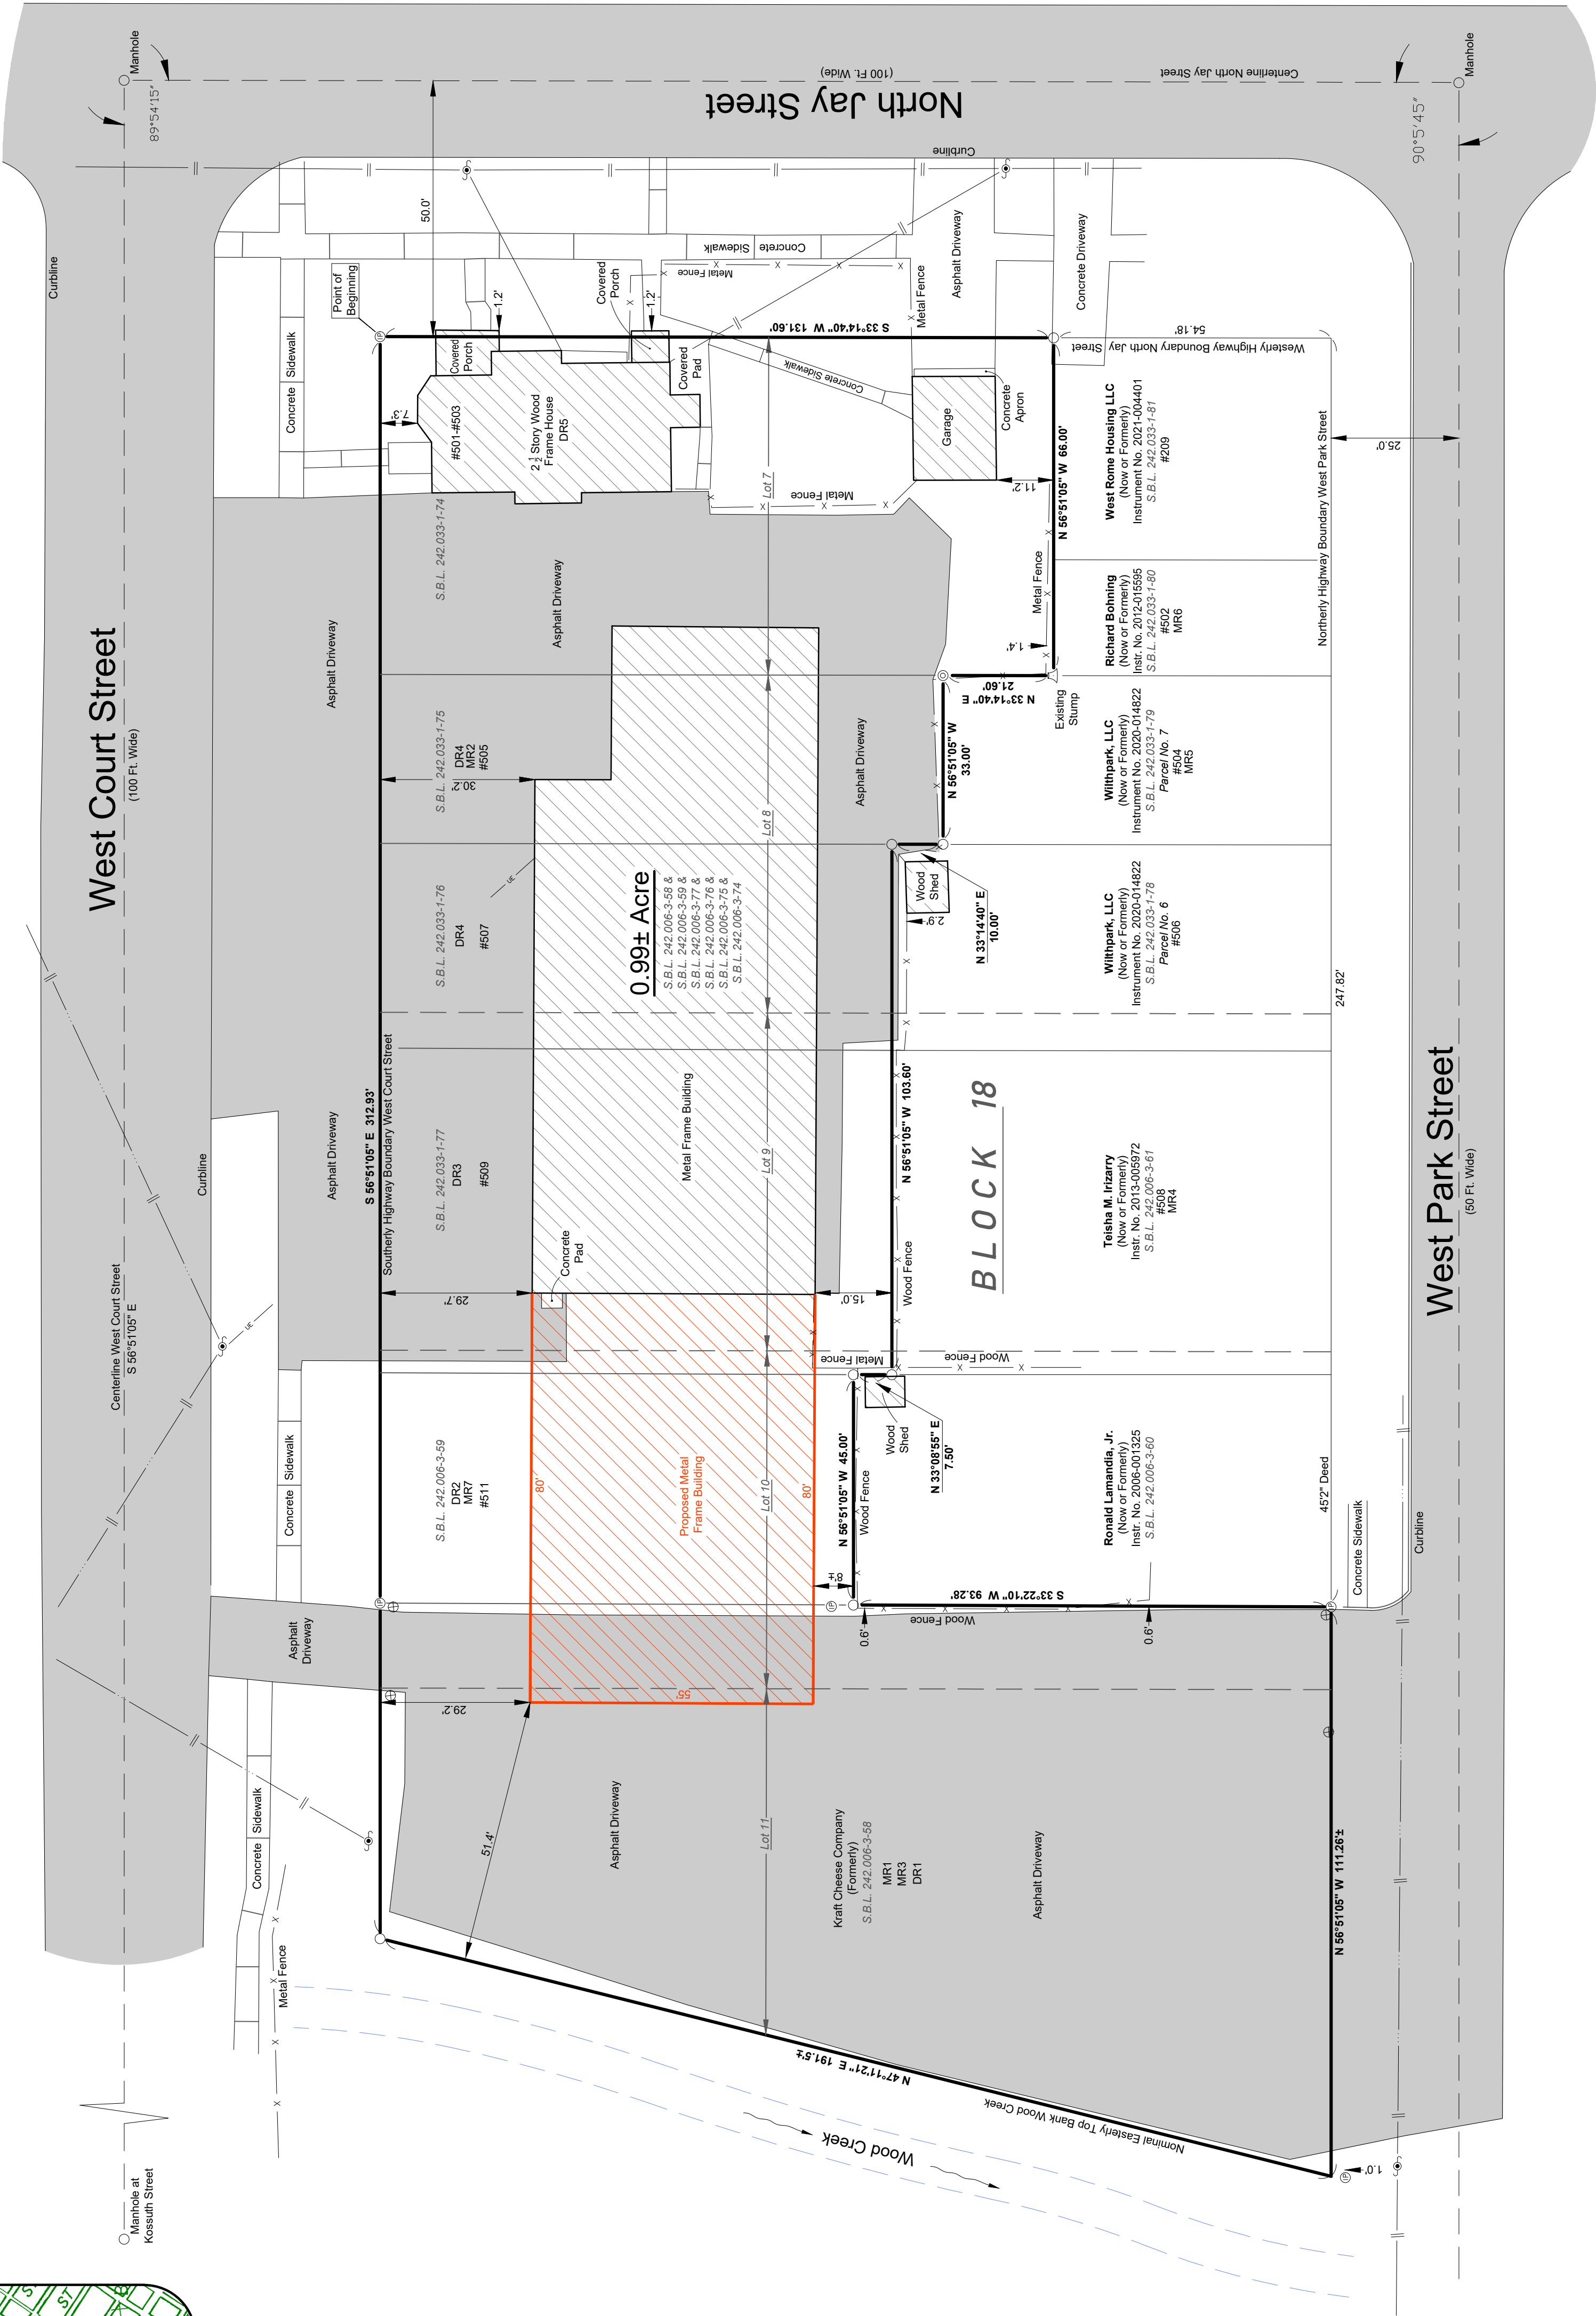 West Court Street
(100 Ft. Wide)
Centerline West Court Street
S 56°51'05" E
Manhole
89°54'15"
Manhole at
Kossuth Street
Curbline
Curbline
North Jay Street
(100 Ft. Wide)
Centerline North Jay Street
Curbline
Manhole
90°5'45"
50.0'
Point of
Beginning
Concrete Sidewalk
Concrete Sidewalk
Concrete Sidewalk
Asphalt Driveway
Asphalt Driveway
Asphalt
Driveway
Metal Fence
S 56°51'05" E 312.93'
Southerly Highway Boundary West Court Street
S.B.L. 242.033-1-74
S.B.L. 242.033-1-75
DR4
MR2
#505
S.B.L. 242.033-1-76
DR4
#507
S.B.L. 242.033-1-77
DR3
#509
S.B.L. 242.006-3-59
DR2
MR7
#511
7.3'
#501-#503
2 1/2 Story Wood
Frame House
DR5
Covered
Porch
1.2'
Covered
Porch
1.2'
Covered
Pad
Concrete Sidewalk
Metal Fence
Concrete Sidewalk
Metal Fence
Asphalt Driveway
Concrete Driveway
S 33°14'40" W 131.60'
Garage
Concrete
Apron
11.2'
Metal Fence
Asphalt Driveway
30.2'
29.7'
29.2'
UE
UE
0.99± Acre
S.B.L. 242.006-3-58 &
S.B.L. 242.006-3-59 &
S.B.L. 242.006-3-77 &
S.B.L. 242.006-3-76 &
S.B.L. 242.006-3-75 &
S.B.L. 242.006-3-74
Metal Frame Building
Concrete
Pad
Proposed Metal
Frame Building
80'
80'
55'
Lot 7
Lot 8
Lot 9
Lot 10
Lot 11
51.4'
Asphalt Driveway
Asphalt Driveway
15.0'
8'±
Metal Fence
Wood Fence
Wood Fence
Wood Fence
Wood Fence
N 56°51'05" W 66.00'
Metal Fence
1.4'
N 33°14'40" E
21.60'
Existing
Stump
N 56°51'05" W
33.00'
N 33°14'40" E
10.00'
Wood
Shed
2.9'
N 56°51'05" W 103.60'
N 33°08'55" E
7.50'
Wood
Shed
N 56°51'05" W 45.00'
S 33°22'10" W 93.28'
0.6'
0.6'
Kraft Cheese Company
(Formerly)
S.B.L. 242.006-3-58
MR1
MR3
DR1
Asphalt Driveway
N 47°11'21" E 191.5'±
Nominal Easterly Top Bank Wood Creek
Wood Creek
N 56°51'05" W 111.26'±
1.0'
BLOCK 18
West Rome Housing LLC
(Now or Formerly)
Instrument No. 2021-004401
S.B.L. 242.033-1-81
#209
Richard Bohning
(Now or Formerly)
Instr. No. 2012-015595
S.B.L. 242.033-1-80
#502
MR6
Wilthpark, LLC
(Now or Formerly)
Instrument No. 2020-014822
S.B.L. 242.033-1-79
Parcel No. 7
#504
MR5
Wilthpark, LLC
(Now or Formerly)
Instrument No. 2020-014822
S.B.L. 242.033-1-78
Parcel No. 6
#506
Teisha M. Irizarry
(Now or Formerly)
Instr. No. 2013-005972
S.B.L. 242.006-3-61
#508
MR4
Ronald Lamandia, Jr.
(Now or Formerly)
Instr. No. 2006-001325
S.B.L. 242.006-3-60
54.18'
Westerly Highway Boundary North Jay Street
Northerly Highway Boundary West Park Street
25.0'
247.82'
45'2" Deed
Concrete Sidewalk
Curbline
West Park Street
(50 Ft. Wide)
IP
IP
IP
IP
IP
ST